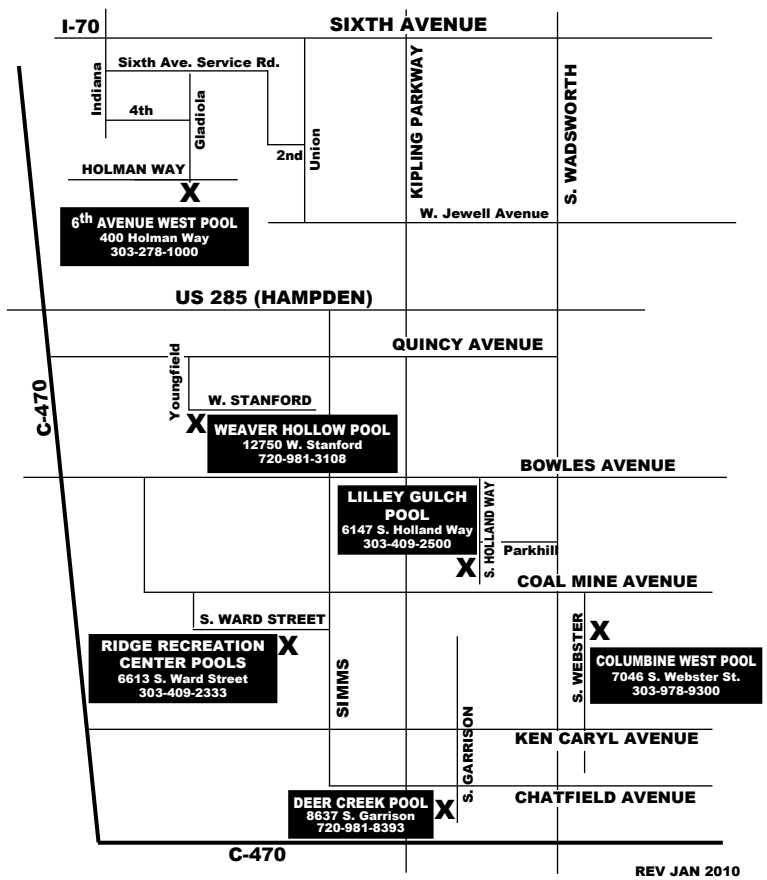 I-70
SIXTH AVENUE
Sixth Ave. Service Rd.
Indiana
4th
Gladiola
2nd
Union
KIPLING PARKWAY
S. WADSWORTH
HOLMAN WAY
X
6th AVENUE WEST POOL
400 Holman Way
303-278-1000
W. Jewell Avenue
US 285 (HAMPDEN)
QUINCY AVENUE
Youngfield
W. STANFORD
C-470
X
WEAVER HOLLOW POOL
12750 W. Stanford
720-981-3108
BOWLES AVENUE
LILLEY GULCH
POOL
6147 S. Holland Way
303-409-2500
S. HOLLAND WAY
Parkhill
X
COAL MINE AVENUE
S. WARD STREET
X
RIDGE RECREATION
CENTER POOLS
6613 S. Ward Street
303-409-2333
SIMMS
S. WEBSTER
X
COLUMBINE WEST POOL
7046 S. Webster St.
303-978-9300
S. GARRISON
KEN CARYL AVENUE
DEER CREEK POOL
8637 S. Garrison
720-981-8393
X
CHATFIELD AVENUE
C-470
REV JAN 2010